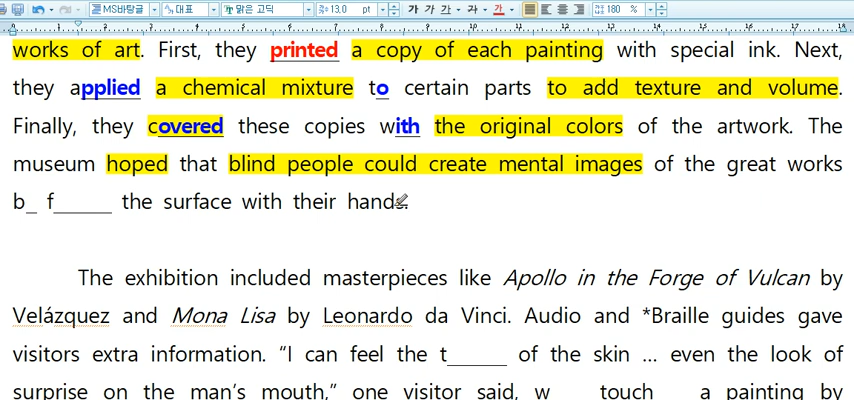 MS바탕글 대표 맑은 고딕 13.0 pt 가 가 가 가 가 180 %
works of art. First, they printed a copy of each painting with special ink. Next,
they applied a chemical mixture to certain parts to add texture and volume.
Finally, they covered these copies with the original colors of the artwork. The
museum hoped that blind people could create mental images of the great works
b_ f______ the surface with their hands.
The exhibition included masterpieces like Apollo in the Forge of Vulcan by
Velázquez and Mona Lisa by Leonardo da Vinci. Audio and *Braille guides gave
visitors extra information. “I can feel the t______ of the skin … even the look of
surprise on the man’s mouth,” one visitor said, w___ touch___ a painting by